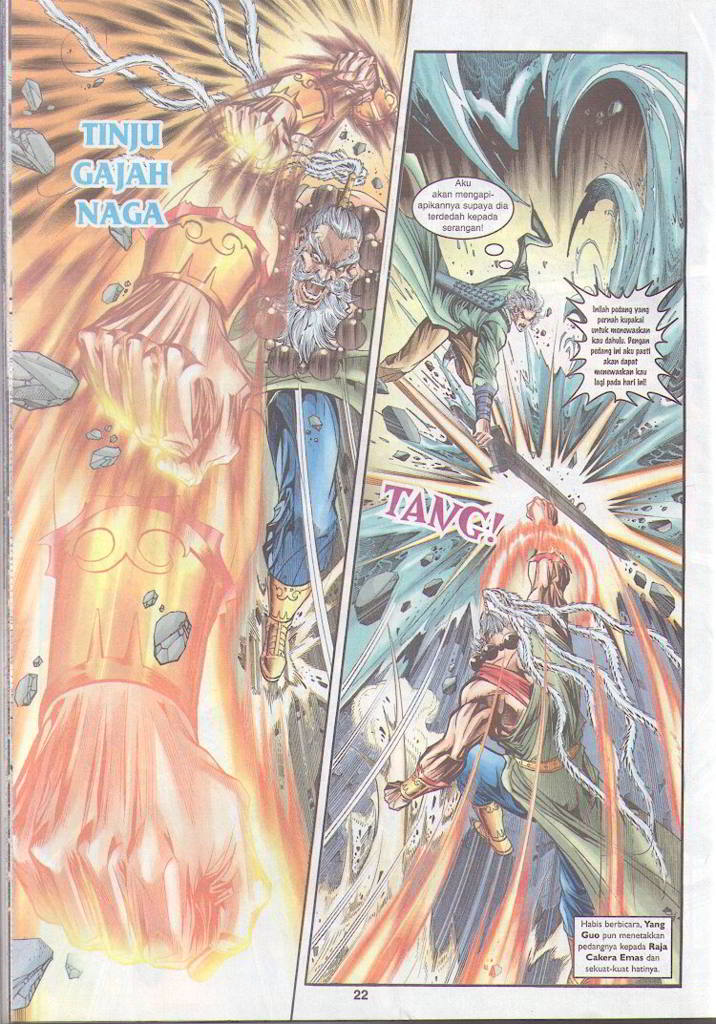 TINJU
GAJAH
NAGA
Aku
akan mengapi-
apikannya supaya dia
terdedah kepada
serangan!
Inilah pedang yang
pernah kupakai
untuk menewaskan
kau dahulu. Dengan
pedang ini aku pasti
akan dapat
menewaskan kau
lagi pada hari ini!
TANG!
Habis berbicara, Yang
Guo pun menetakkan
pedangnya kepada Raja
Cakera Emas dan
sekuat-kuat hatinya.
22